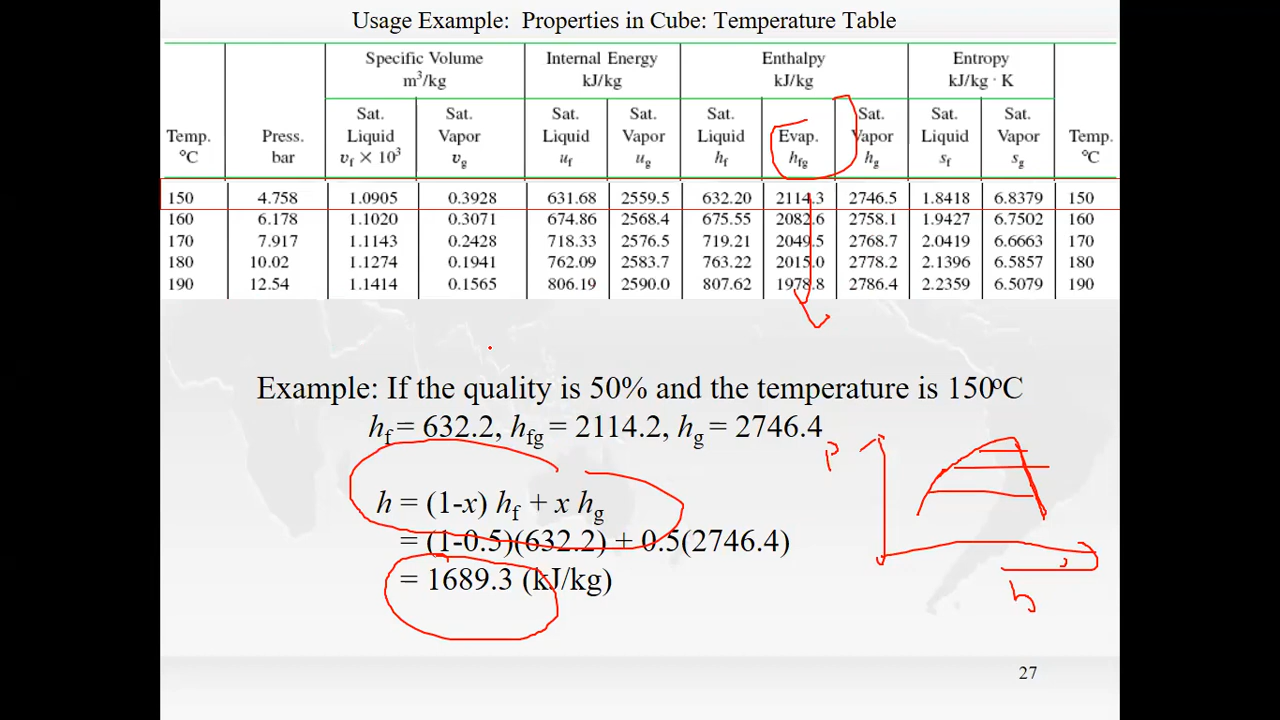 Usage Example: Properties in Cube: Temperature Table
Specific Volume Internal Energy Enthalpy Entropy
m³/kg kJ/kg kJ/kg kJ/kg · K
Sat. Sat. Sat. Sat. Sat. Sat. Sat. Sat.
Temp. Press. Liquid Vapor Liquid Vapor Liquid Evap. Vapor Liquid Vapor Temp.
°C bar vf × 10³ vg uf ug hf hfg hg sf sg °C
150 4.758 1.0905 0.3928 631.68 2559.5 632.20 2114.3 2746.5 1.8418 6.8379 150
160 6.178 1.1020 0.3071 674.86 2568.4 675.55 2082.6 2758.1 1.9427 6.7502 160
170 7.917 1.1143 0.2428 718.33 2576.5 719.21 2049.5 2768.7 2.0419 6.6663 170
180 10.02 1.1274 0.1941 762.09 2583.7 763.22 2015.0 2778.2 2.1396 6.5857 180
190 12.54 1.1414 0.1565 806.19 2590.0 807.62 1978.8 2786.4 2.2359 6.5079 190
Example: If the quality is 50% and the temperature is 150°C
hf = 632.2, hfg = 2114.2, hg = 2746.4
P
h = (1-x) hf + x hg
= (1-0.5)(632.2) + 0.5(2746.4)
= 1689.3 (kJ/kg)
h
27